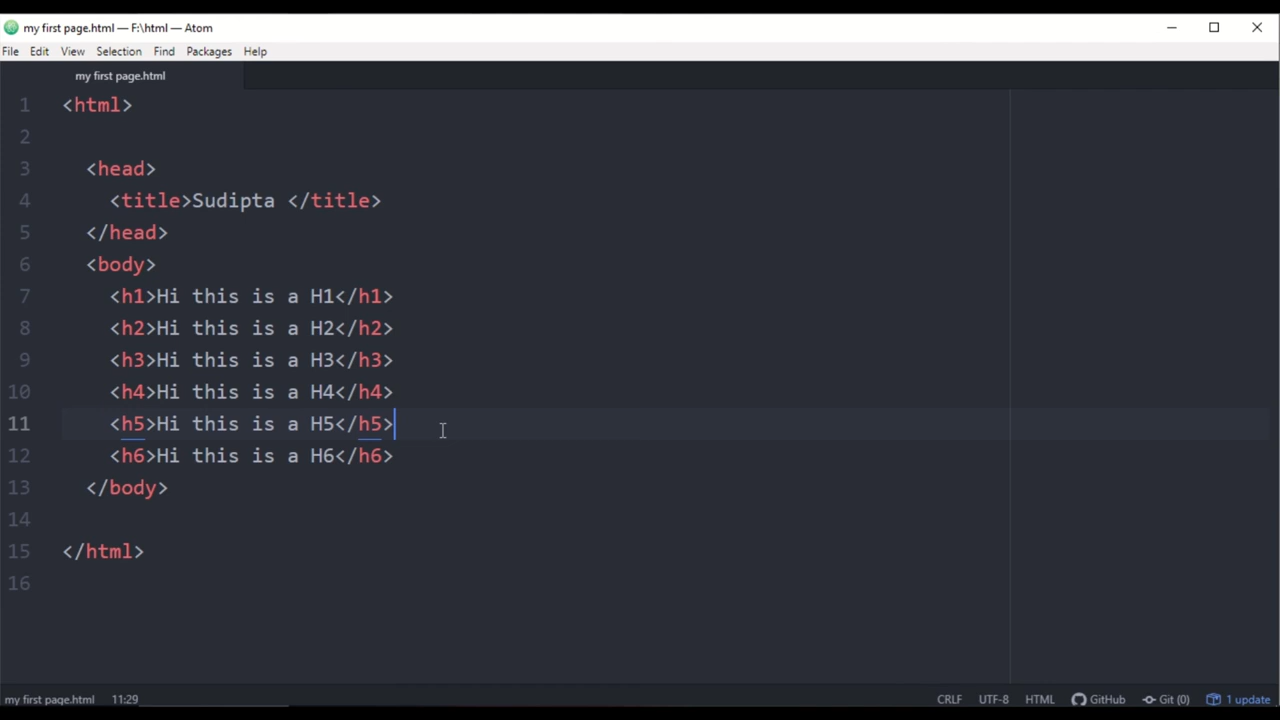 my first page.html — F:\html — Atom
File Edit View Selection Find Packages Help
my first page.html
1 <html>
2
3 <head>
4 <title>Sudipta </title>
5 </head>
6 <body>
7 <h1>Hi this is a H1</h1>
8 <h2>Hi this is a H2</h2>
9 <h3>Hi this is a H3</h3>
10 <h4>Hi this is a H4</h4>
11 <h5>Hi this is a H5</h5>
12 <h6>Hi this is a H6</h6>
13 </body>
14
15 </html>
16
my first page.html 11:29 CRLF UTF-8 HTML GitHub Git (0) 1 update